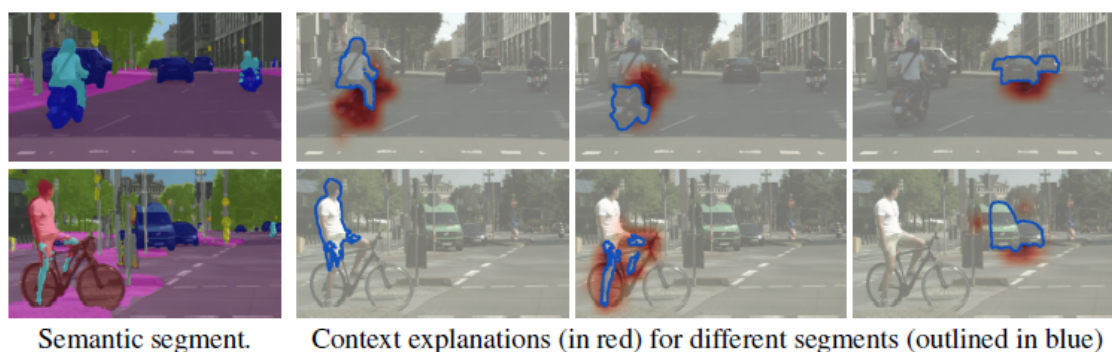 Semantic segment.
Context explanations (in red) for different segments (outlined in blue)